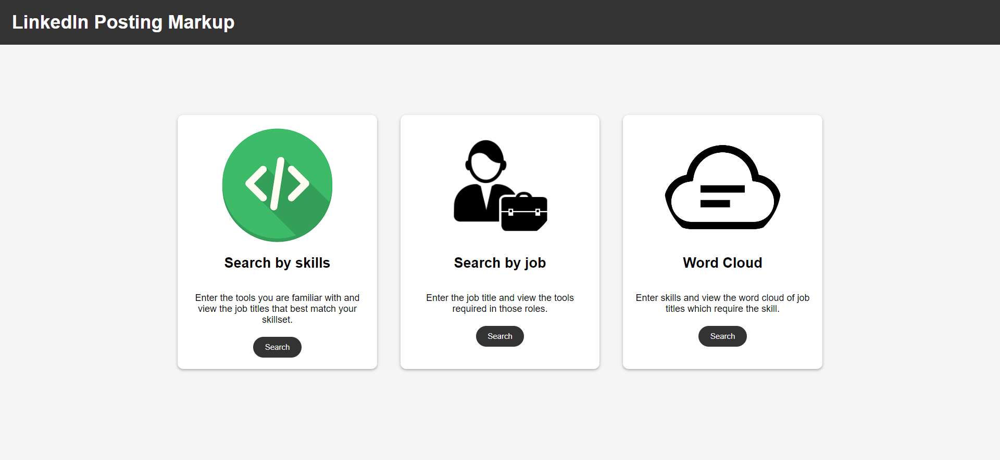 LinkedIn Posting Markup
Search by skills
Enter the tools you are familiar with and
view the job titles that best match your
skillset.
Search
Search by job
Enter the job title and view the tools
required in those roles.
Search
Word Cloud
Enter skills and view the word cloud of job
titles which require the skill.
Search